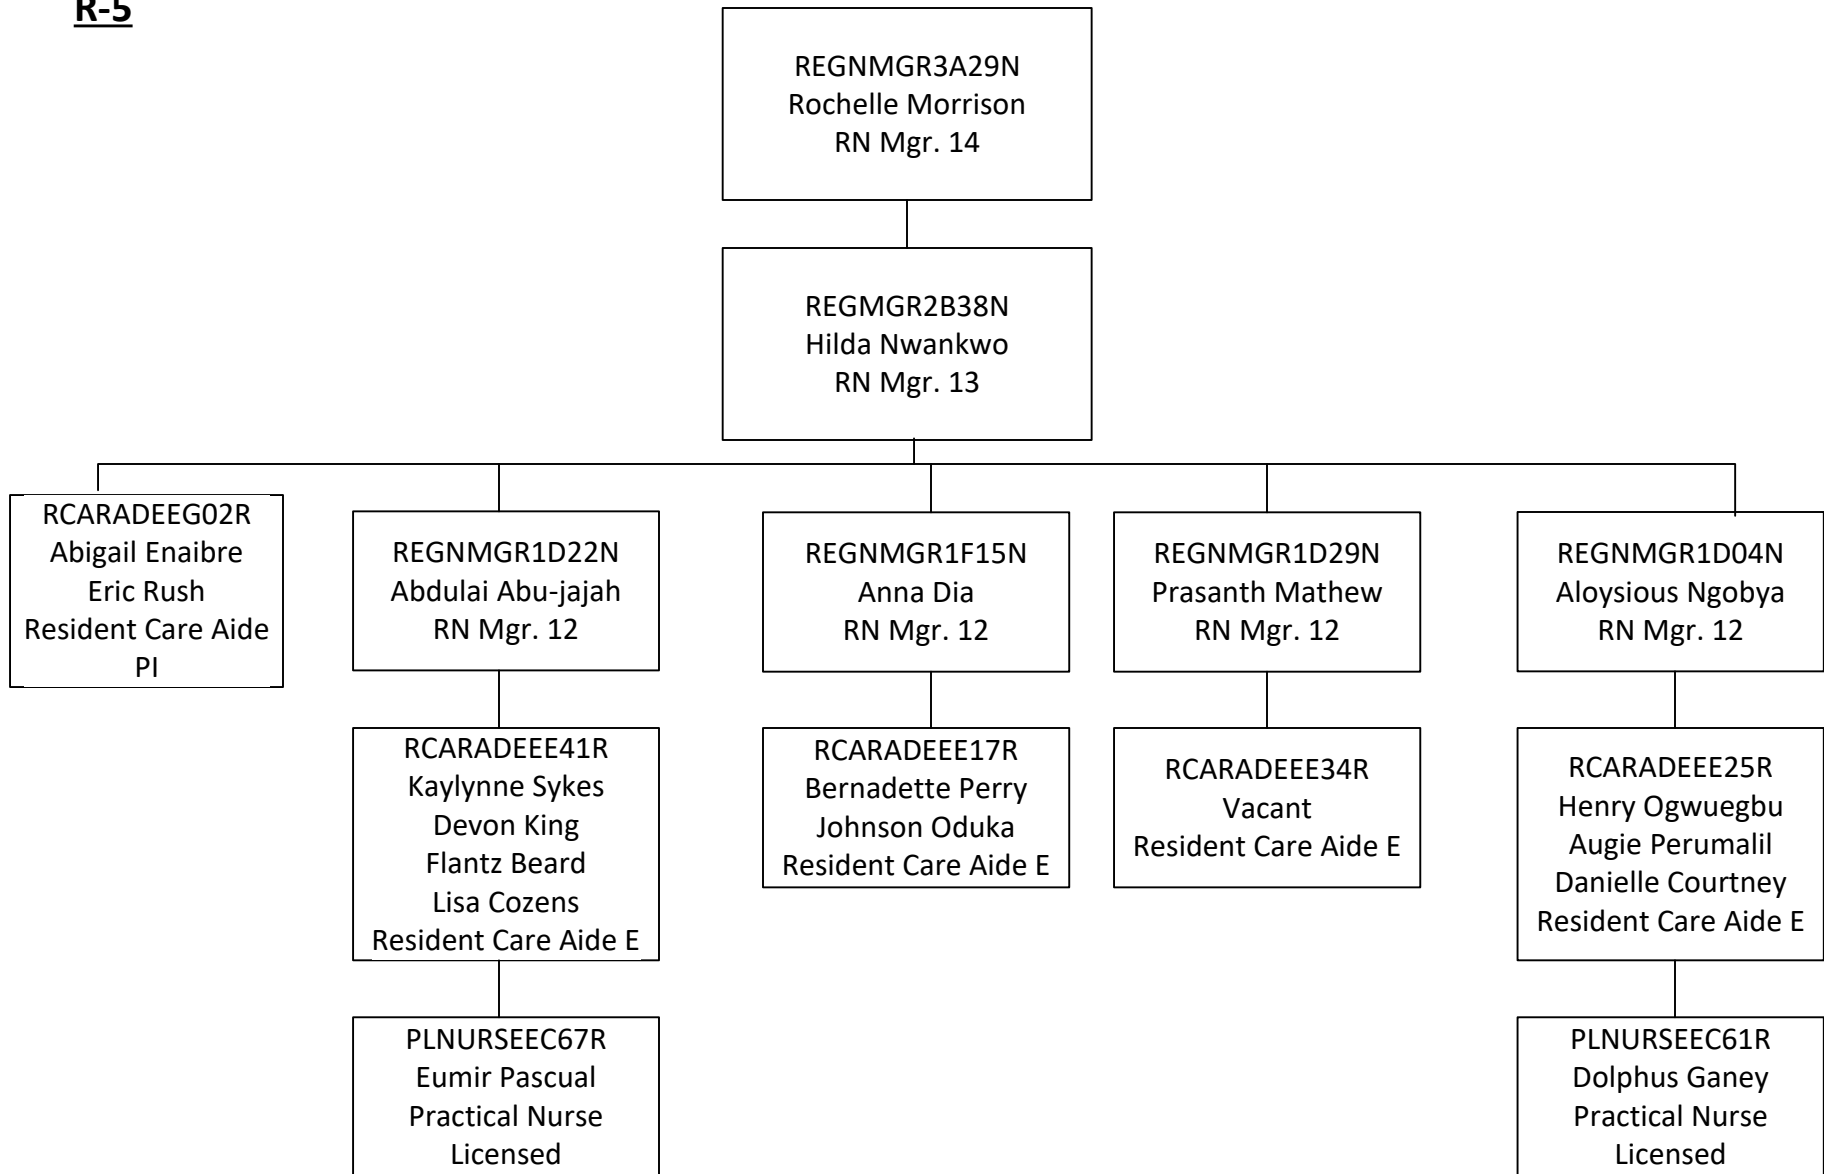 R-5
REGNMGR3A29N
Rochelle Morrison
RN Mgr. 14
REGMGR2B38N
Hilda Nwankwo
RN Mgr. 13
RCARADEEG02R
Abigail Enaibre
Eric Rush
Resident Care Aide
PI
REGNMGR1D22N
Abdulai Abu-jajah
RN Mgr. 12
REGNMGR1F15N
Anna Dia
RN Mgr. 12
REGNMGR1D29N
Prasanth Mathew
RN Mgr. 12
REGNMGR1D04N
Aloysious Ngobya
RN Mgr. 12
RCARADEEE41R
Kaylynne Sykes
Devon King
Flantz Beard
Lisa Cozens
Resident Care Aide E
RCARADEEE17R
Bernadette Perry
Johnson Oduka
Resident Care Aide E
RCARADEEE34R
Vacant
Resident Care Aide E
RCARADEEE25R
Henry Ogwuegbu
Augie Perumalil
Danielle Courtney
Resident Care Aide E
PLNURSEEC67R
Eumir Pascual
Practical Nurse
Licensed
PLNURSEEC61R
Dolphus Ganey
Practical Nurse
Licensed